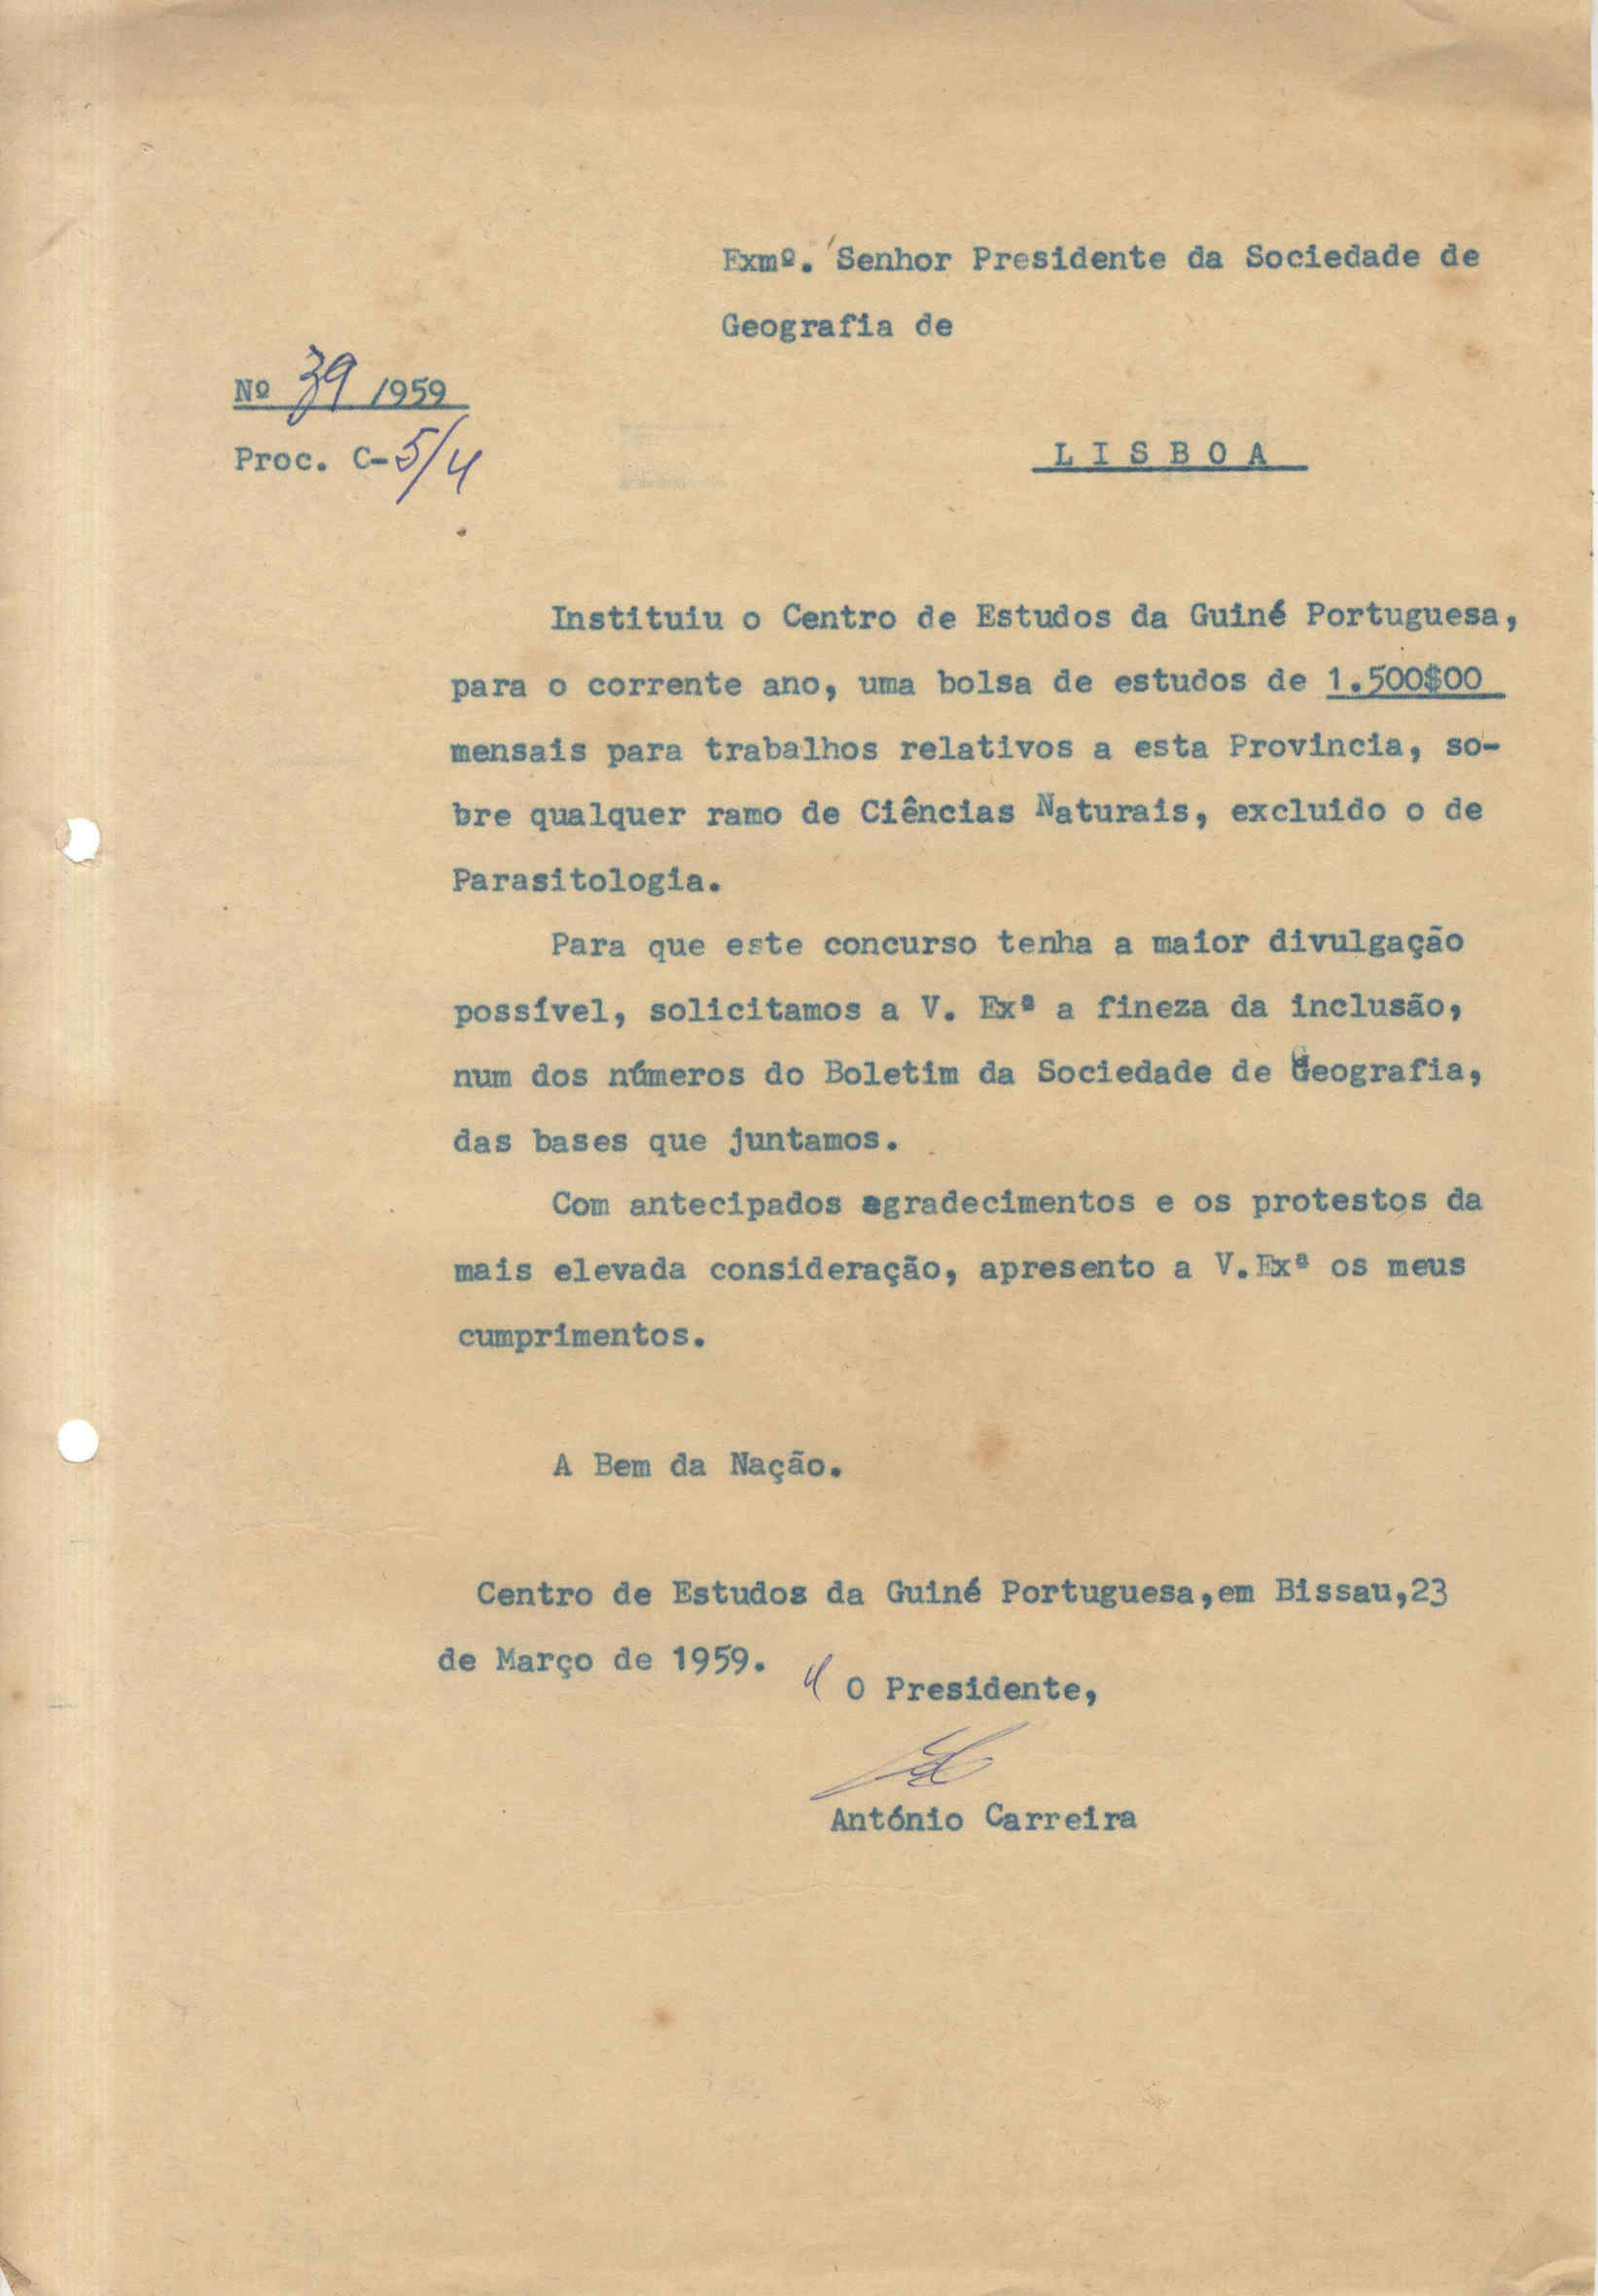 Exmº. Senhor Presidente da Sociedade de
Geografia de
Nº 39 /1959
Proc. C-5/4
L I S B O A
Instituiu o Centro de Estudos da Guiné Portuguesa,
para o corrente ano, uma bolsa de estudos de 1.500$00
mensais para trabalhos relativos a esta Provincia, so-
bre qualquer ramo de Ciências Naturais, excluido o de
Parasitologia.
Para que este concurso tenha a maior divulgação
possível, solicitamos a V. Exª a fineza da inclusão,
num dos números do Boletim da Sociedade de Geografia,
das bases que juntamos.
Com antecipados agradecimentos e os protestos da
mais elevada consideração, apresento a V.Exª os meus
cumprimentos.
A Bem da Nação.
Centro de Estudos da Guiné Portuguesa,em Bissau,23
de Março de 1959.
O Presidente,
António Carreira